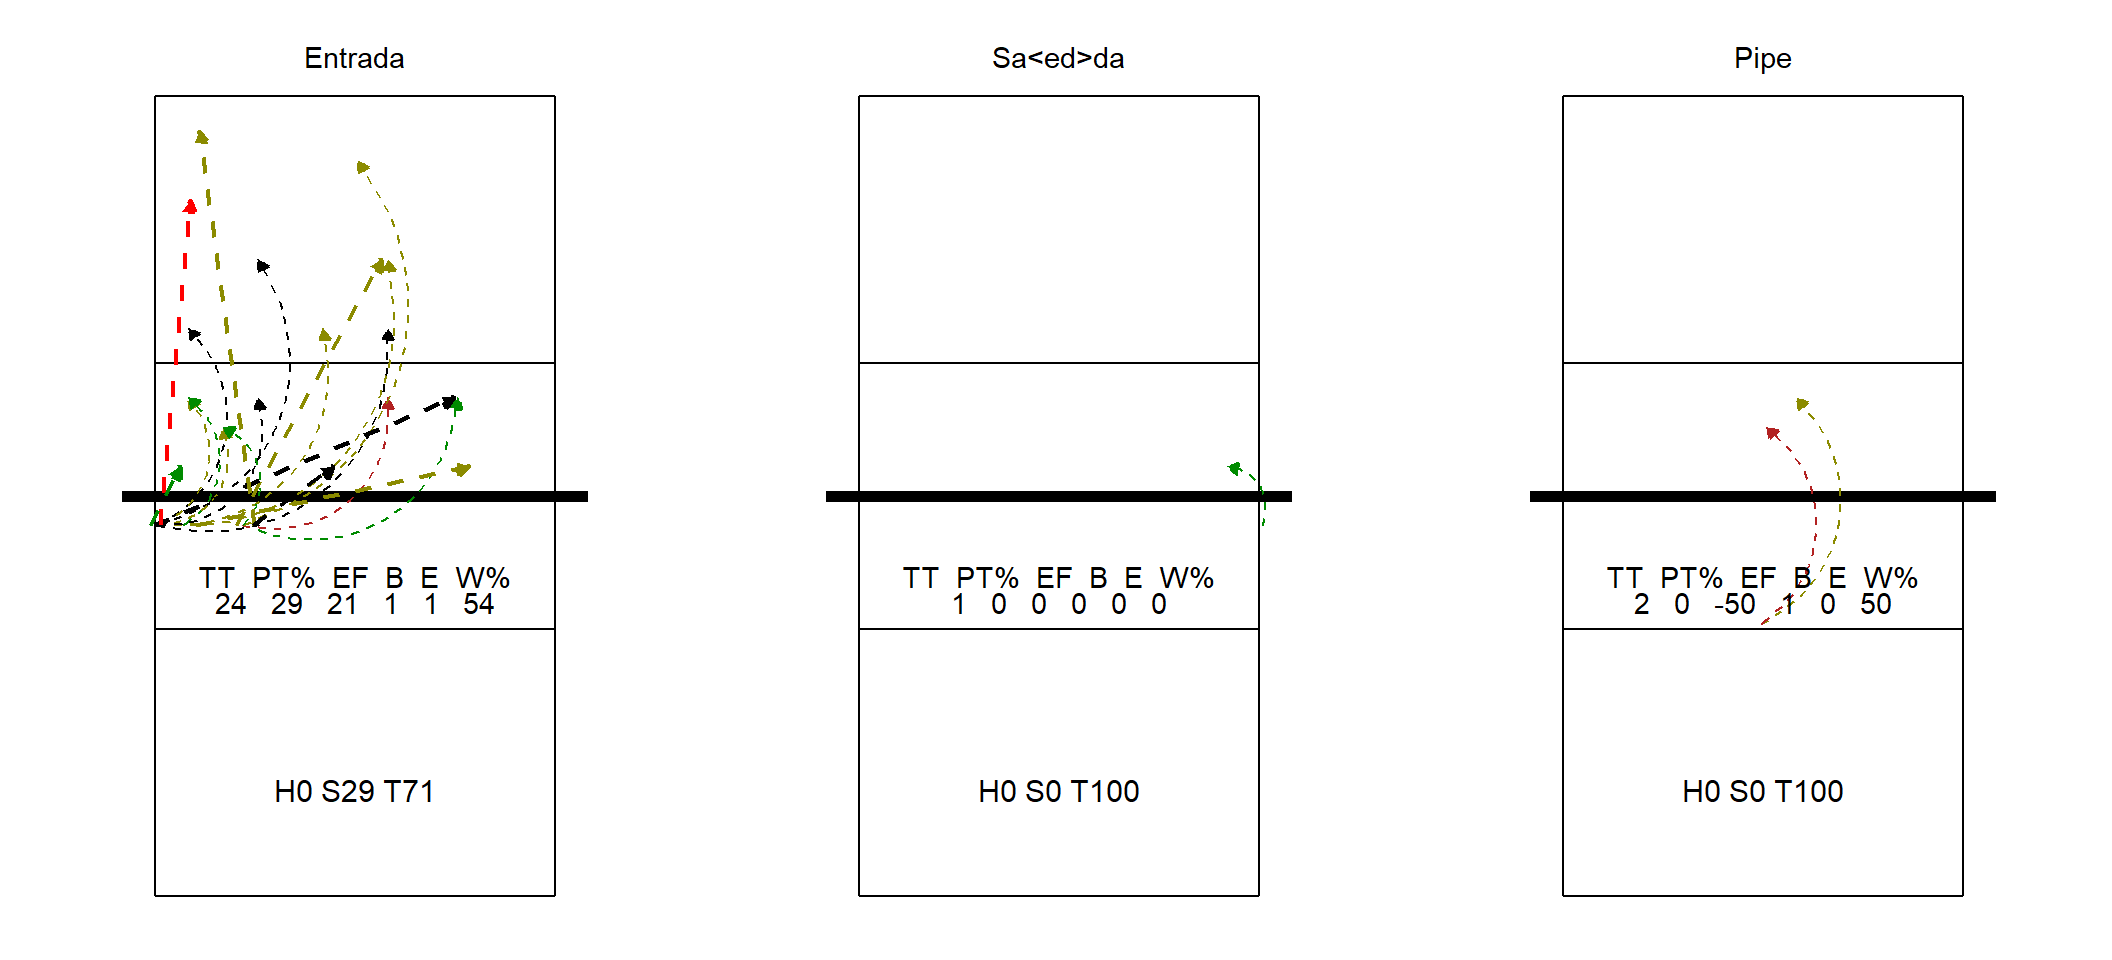 Entrada
TT PT% EF B E W%
24 29 21 1 1 54
H0 S29 T71
Sa<ed>da
TT PT% EF B E W%
1 0 0 0 0 0
H0 S0 T100
Pipe
TT PT% EF B E W%
2 0 -50 1 0 50
H0 S0 T100